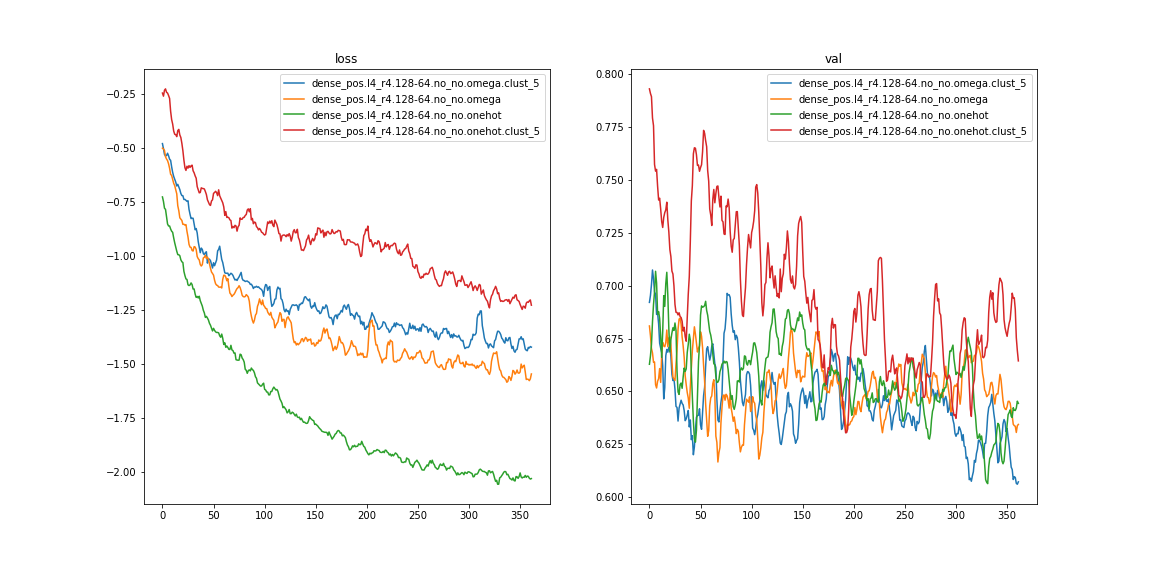 loss
dense_pos.l4_r4.128-64.no_no.omega.clust_5
dense_pos.l4_r4.128-64.no_no.omega
dense_pos.l4_r4.128-64.no_no.onehot
dense_pos.l4_r4.128-64.no_no.onehot.clust_5
−0.25
−0.50
−0.75
−1.00
−1.25
−1.50
−1.75
−2.00
0 50 100 150 200 250 300 350
val
dense_pos.l4_r4.128-64.no_no.omega.clust_5
dense_pos.l4_r4.128-64.no_no.omega
dense_pos.l4_r4.128-64.no_no.onehot
dense_pos.l4_r4.128-64.no_no.onehot.clust_5
0.800
0.775
0.750
0.725
0.700
0.675
0.650
0.625
0.600
0 50 100 150 200 250 300 350